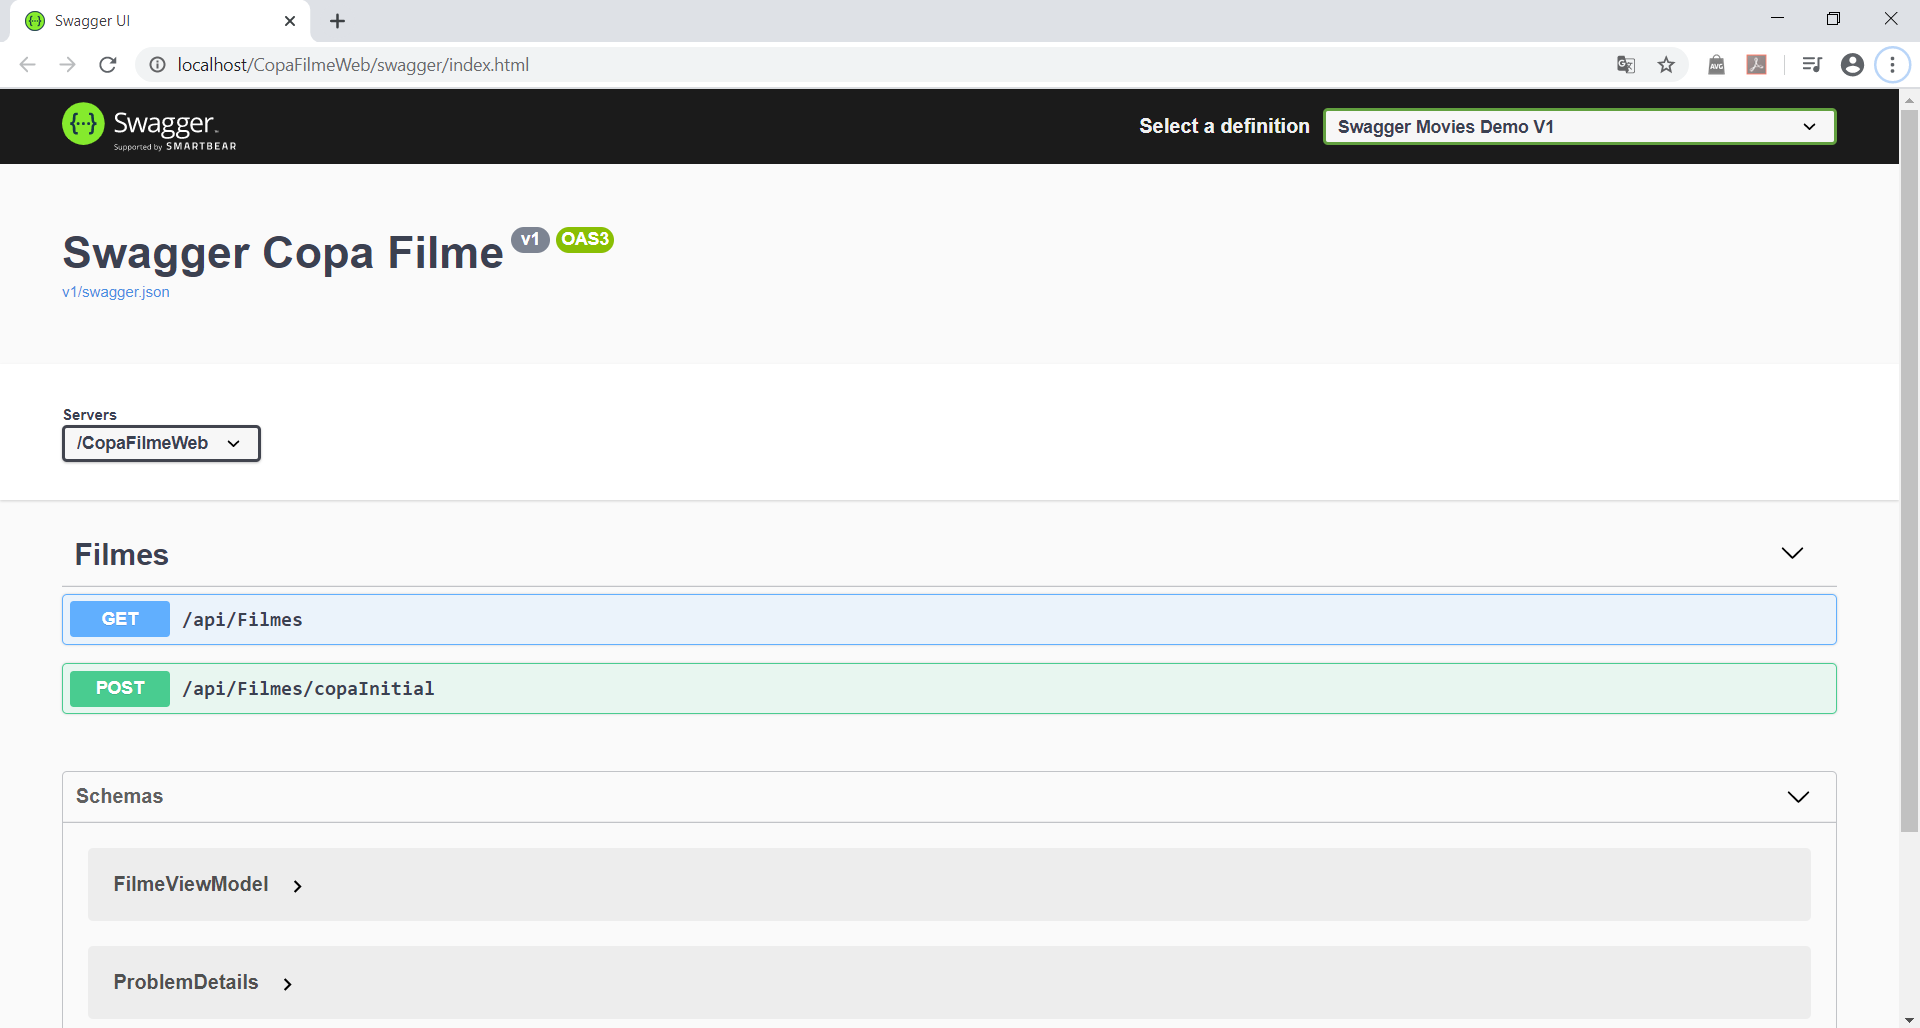 Swagger UI
localhost/CopaFilmeWeb/swagger/index.html
AVG
Swagger.
Supported by SMARTBEAR
Select a definition
Swagger Movies Demo V1
Swagger Copa Filme v1 OAS3
v1/swagger.json
Servers
/CopaFilmeWeb
Filmes
GET /api/Filmes
POST /api/Filmes/copaInitial
Schemas
FilmeViewModel
ProblemDetails